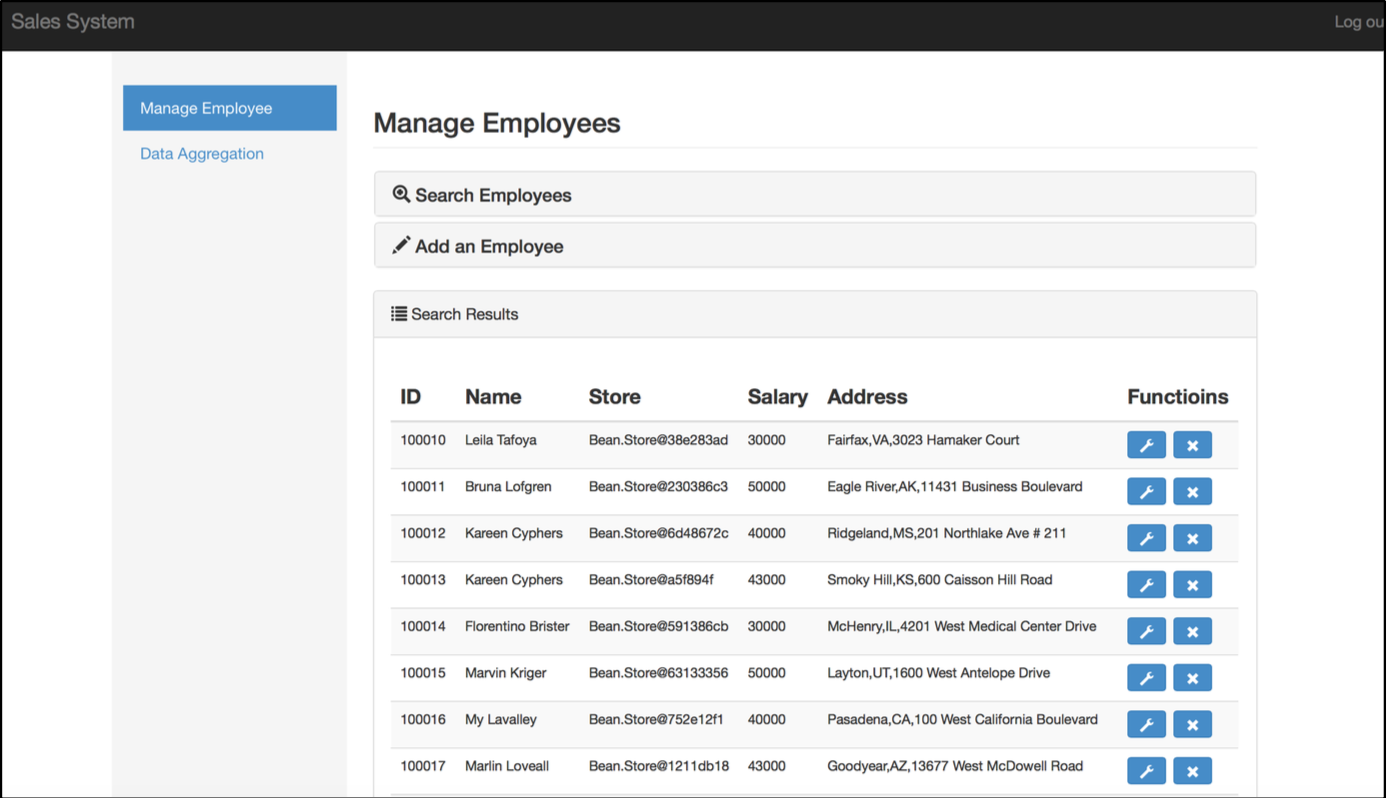 Sales System
Log ou
Manage Employee
Data Aggregation
Manage Employees
Search Employees
Add an Employee
Search Results
ID Name Store Salary Address Functioins
100010 Leila Tafoya Bean.Store@38e283ad 30000 Fairfax,VA,3023 Hamaker Court
100011 Bruna Lofgren Bean.Store@230386c3 50000 Eagle River,AK,11431 Business Boulevard
100012 Kareen Cyphers Bean.Store@6d48672c 40000 Ridgeland,MS,201 Northlake Ave # 211
100013 Kareen Cyphers Bean.Store@a5f894f 43000 Smoky Hill,KS,600 Caisson Hill Road
100014 Florentino Brister Bean.Store@591386cb 30000 McHenry,IL,4201 West Medical Center Drive
100015 Marvin Kriger Bean.Store@63133356 50000 Layton,UT,1600 West Antelope Drive
100016 My Lavalley Bean.Store@752e12f1 40000 Pasadena,CA,100 West California Boulevard
100017 Marlin Loveall Bean.Store@1211db18 43000 Goodyear,AZ,13677 West McDowell Road